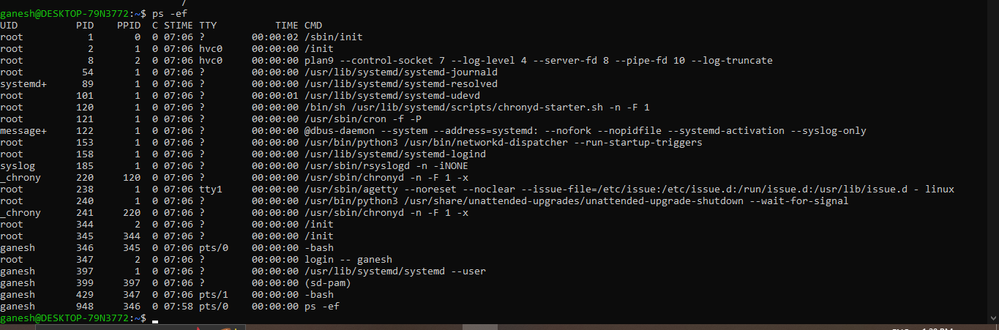 ganesh@DESKTOP-79N3772:~$ ps -ef
UID          PID    PPID  C STIME TTY          TIME CMD
root           1       0  0 07:06 ?        00:00:02 /sbin/init
root           2       1  0 07:06 hvc0     00:00:00 /init
root           8       2  0 07:06 hvc0     00:00:00 plan9 --control-socket 7 --log-level 4 --server-fd 8 --pipe-fd 10 --log-truncate
root          54       1  0 07:06 ?        00:00:00 /usr/lib/systemd/systemd-journald
systemd+      89       1  0 07:06 ?        00:00:00 /usr/lib/systemd/systemd-resolved
root         101       1  0 07:06 ?        00:00:01 /usr/lib/systemd/systemd-udevd
root         120       1  0 07:06 ?        00:00:00 /bin/sh /usr/lib/systemd/scripts/chronyd-starter.sh -n -F 1
root         121       1  0 07:06 ?        00:00:00 /usr/sbin/cron -f -P
message+     122       1  0 07:06 ?        00:00:00 @dbus-daemon --system --address=systemd: --nofork --nopidfile --systemd-activation --syslog-only
root         153       1  0 07:06 ?        00:00:00 /usr/bin/python3 /usr/bin/networkd-dispatcher --run-startup-triggers
root         158       1  0 07:06 ?        00:00:00 /usr/lib/systemd/systemd-logind
syslog       185       1  0 07:06 ?        00:00:00 /usr/sbin/rsyslogd -n -iNONE
_chrony      220     120  0 07:06 ?        00:00:00 /usr/sbin/chronyd -n -F 1 -x
root         238       1  0 07:06 tty1     00:00:00 /usr/sbin/agetty --noreset --noclear --issue-file=/etc/issue:/etc/issue.d:/run/issue.d:/usr/lib/issue.d - linux
root         240       1  0 07:06 ?        00:00:00 /usr/bin/python3 /usr/share/unattended-upgrades/unattended-upgrade-shutdown --wait-for-signal
_chrony      241     220  0 07:06 ?        00:00:00 /usr/sbin/chronyd -n -F 1 -x
root         344       2  0 07:06 ?        00:00:00 /init
root         345     344  0 07:06 ?        00:00:00 /init
ganesh       346     345  0 07:06 pts/0    00:00:00 -bash
root         347       2  0 07:06 ?        00:00:00 login -- ganesh
ganesh       397       1  0 07:06 ?        00:00:00 /usr/lib/systemd/systemd --user
ganesh       399     397  0 07:06 ?        00:00:00 (sd-pam)
ganesh       429     347  0 07:06 pts/1    00:00:00 -bash
ganesh       948     346  0 07:58 pts/0    00:00:00 ps -ef
ganesh@DESKTOP-79N3772:~$